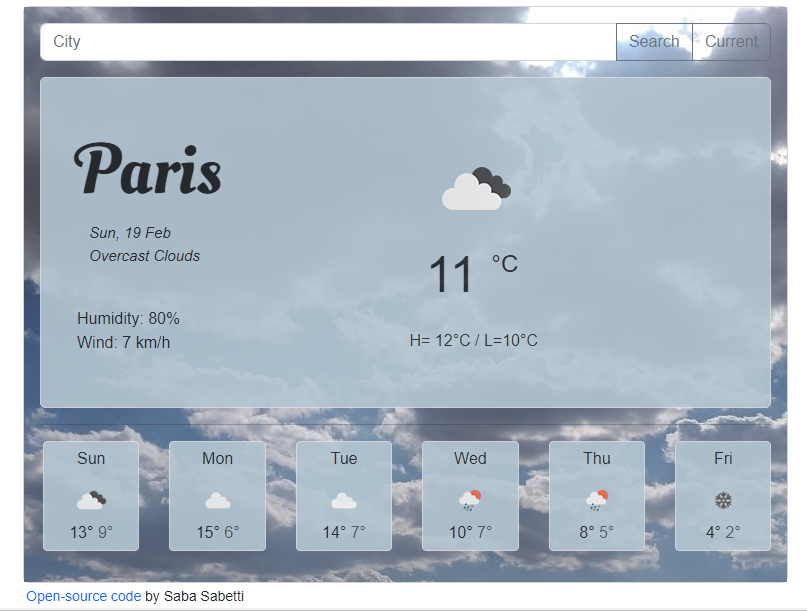 City Search Current
Paris
Sun, 19 Feb
Overcast Clouds
11 °C
Humidity: 80%
Wind: 7 km/h
H= 12°C / L=10°C
Sun Mon Tue Wed Thu Fri
13° 9° 15° 6° 14° 7° 10° 7° 8° 5° 4° 2°
Open-source code by Saba Sabetti